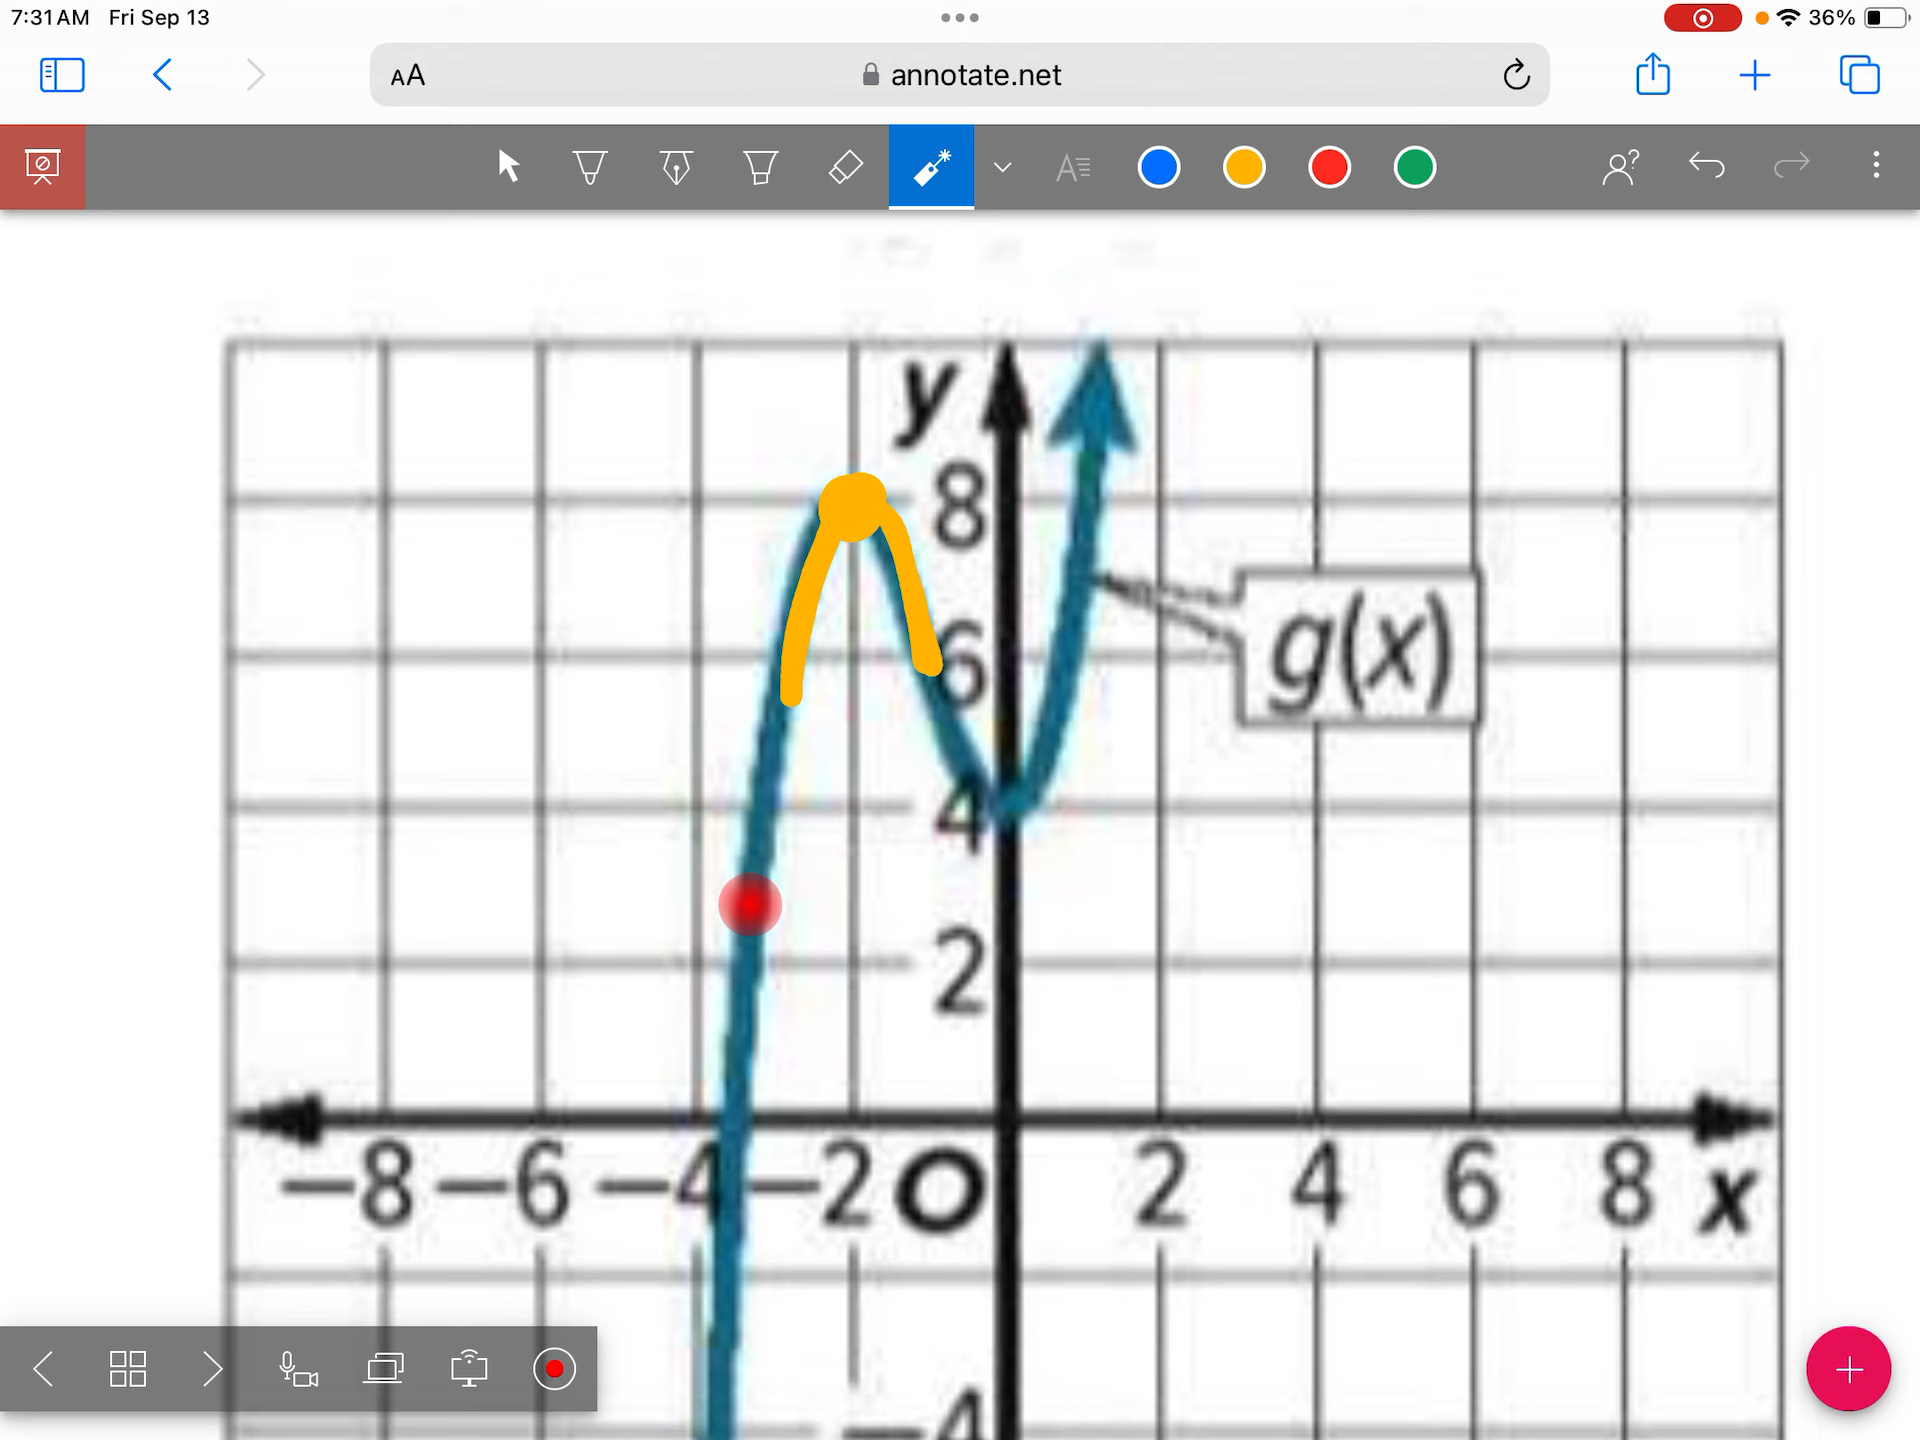 7:31 AM Fri Sep 13
36%
AA
annotate.net
A
y
8
6
g(x)
4
2
−8 −6 −4 −2 O 2 4 6 8 x
−4